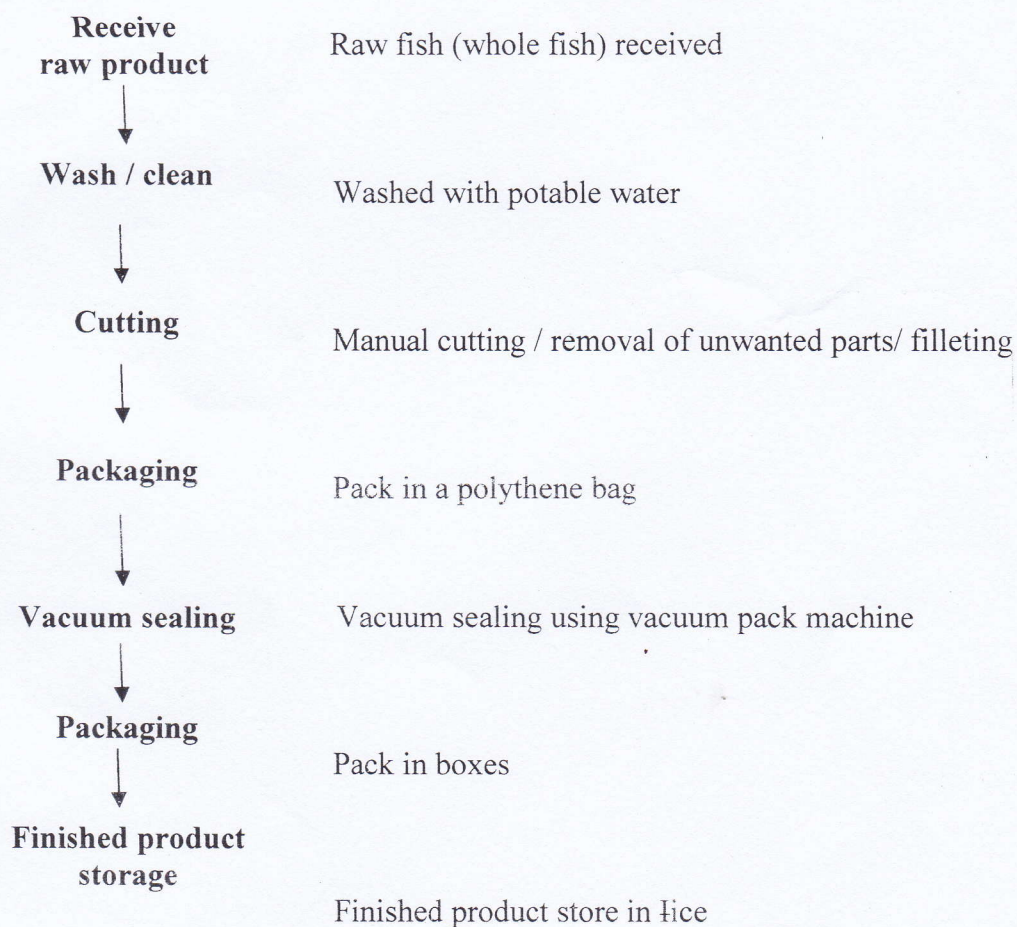 Receive
raw product
Raw fish (whole fish) received
Wash / clean
Washed with potable water
Cutting
Manual cutting / removal of unwanted parts/ filleting
Packaging
Pack in a polythene bag
Vacuum sealing
Vacuum sealing using vacuum pack machine
Packaging
Pack in boxes
Finished product
storage
Finished product store in